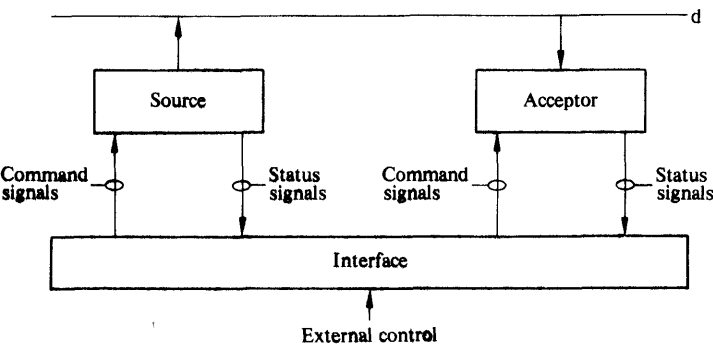 d
Source
Acceptor
Command
signals
Status
signals
Command
signals
Status
signals
Interface
External control